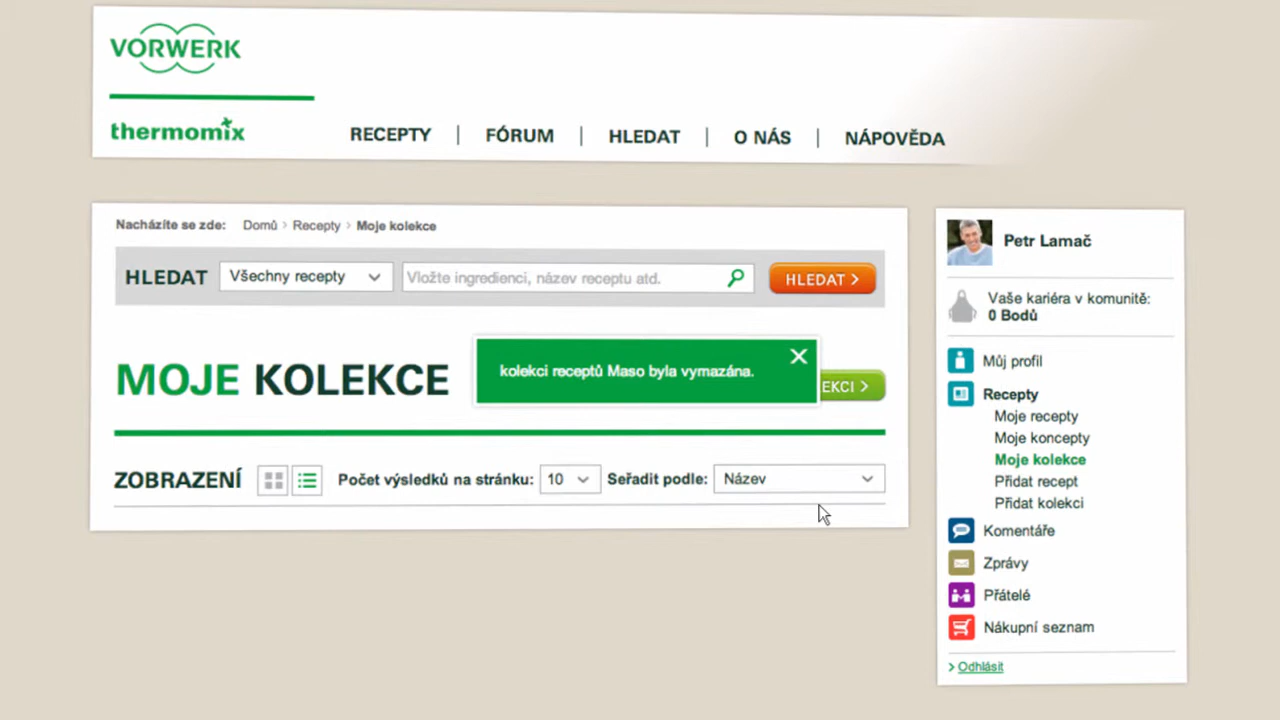 VORWERK
thermomix
RECEPTY | FÓRUM | HLEDAT | O NÁS | NÁPOVĚDA
Nacházíte se zde: Domů › Recepty › Moje kolekce
HLEDAT Všechny recepty Vložte ingredienci, název receptu atd. HLEDAT >
MOJE KOLEKCE
kolekci receptů Maso byla vymazána.
EKCI >
ZOBRAZENÍ Počet výsledků na stránku: 10 Seřadit podle: Název
Petr Lamač
Vaše kariéra v komunitě:
0 Bodů
Můj profil
Recepty
Moje recepty
Moje koncepty
Moje kolekce
Přidat recept
Přidat kolekci
Komentáře
Zprávy
Přátelé
Nákupní seznam
> Odhlásit